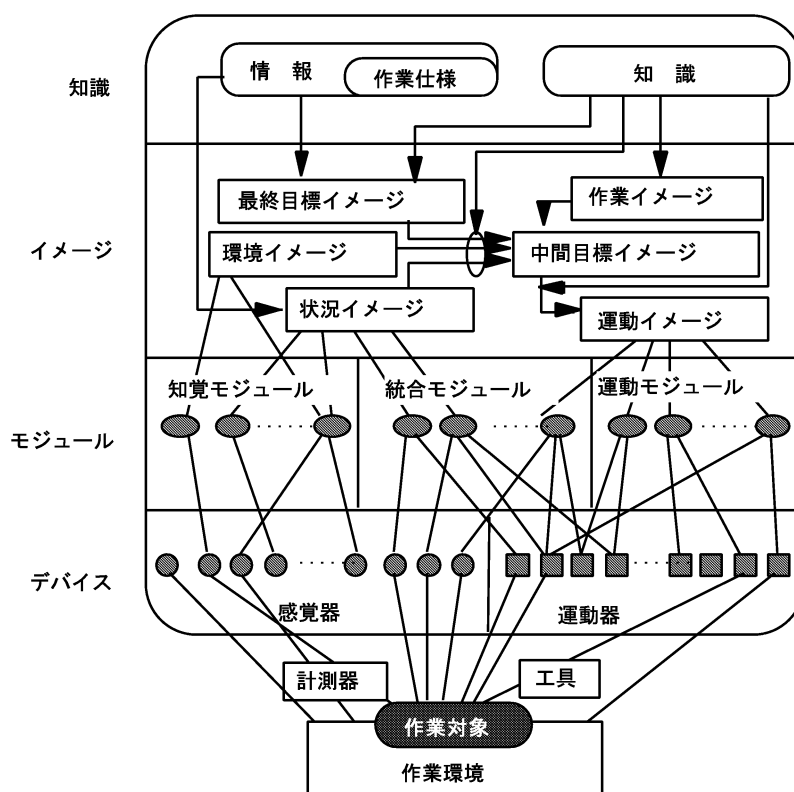 知識
情 報
作業仕様
知 識
イメージ
最終目標イメージ
作業イメージ
環境イメージ
中間目標イメージ
状況イメージ
運動イメージ
モジュール
知覚モジュール
統合モジュール
運動モジュール
デバイス
感覚器
運動器
計測器
工具
作業対象
作業環境